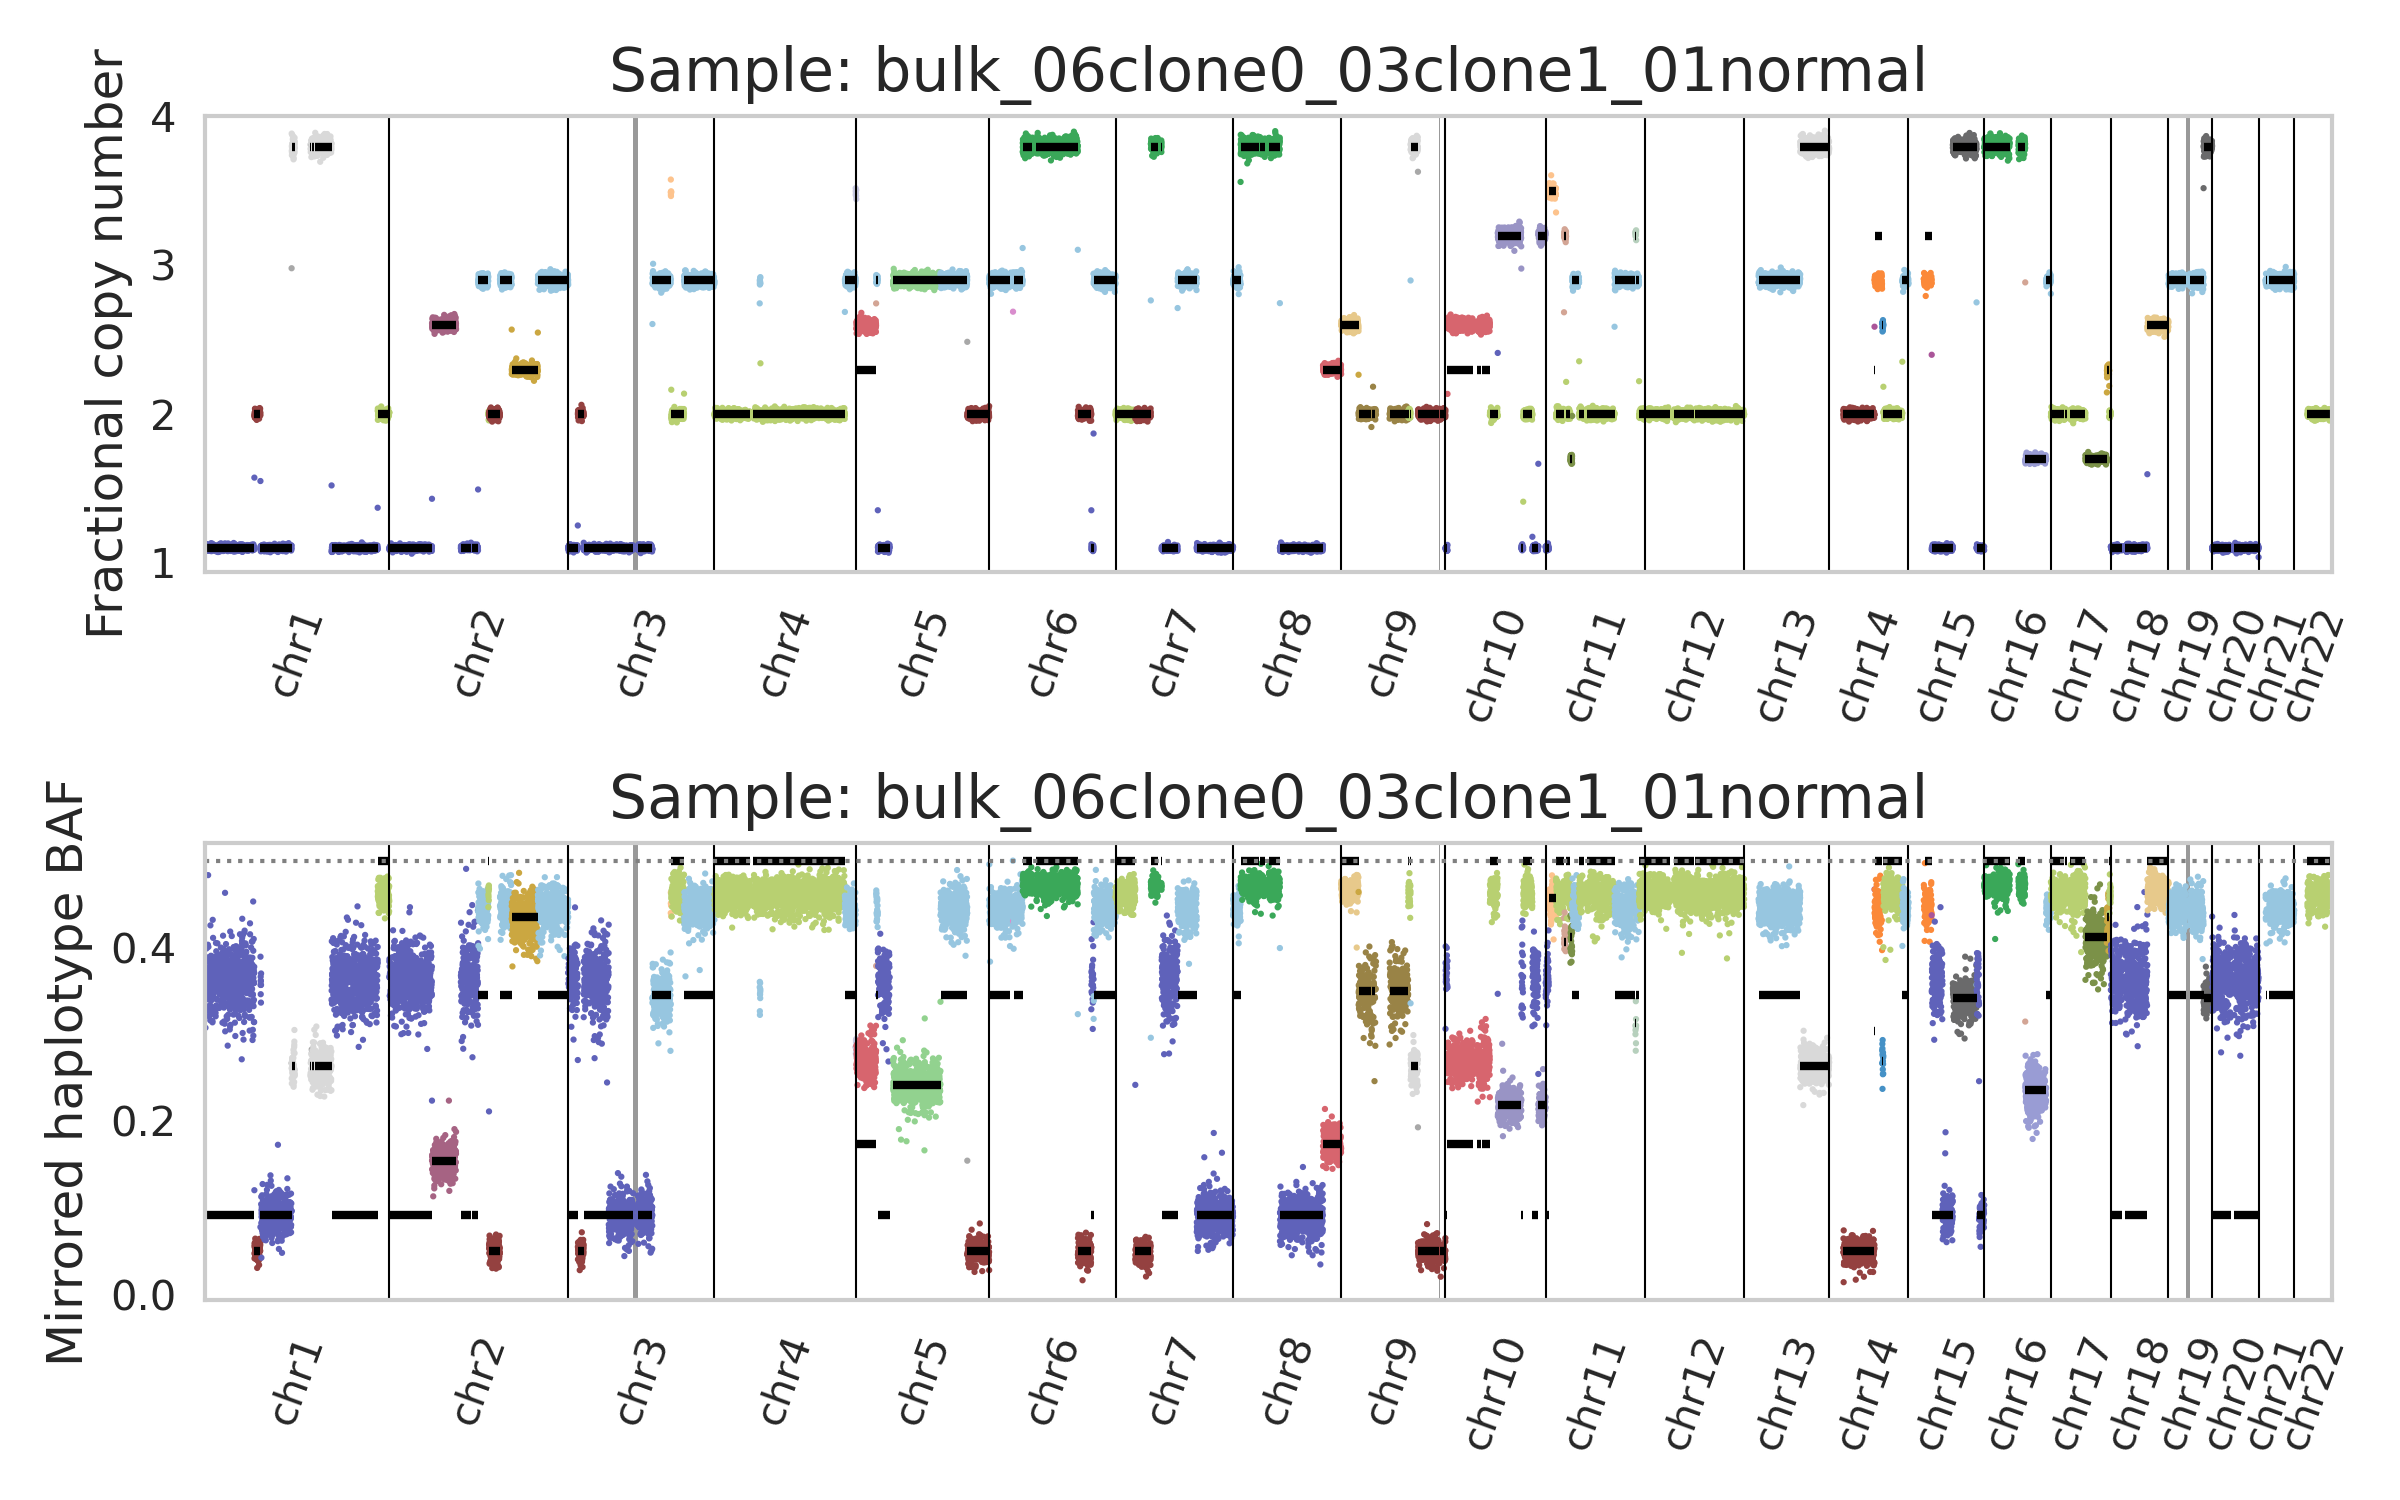 Sample: bulk_06clone0_03clone1_01normal
Fractional copy number
4
3
2
1
chr1
chr2
chr3
chr4
chr5
chr6
chr7
chr8
chr9
chr10
chr11
chr12
chr13
chr14
chr15
chr16
chr17
chr18
chr19
chr20
chr21
chr22
Sample: bulk_06clone0_03clone1_01normal
Mirrored haplotype BAF
0.4
0.2
0.0
chr1
chr2
chr3
chr4
chr5
chr6
chr7
chr8
chr9
chr10
chr11
chr12
chr13
chr14
chr15
chr16
chr17
chr18
chr19
chr20
chr21
chr22